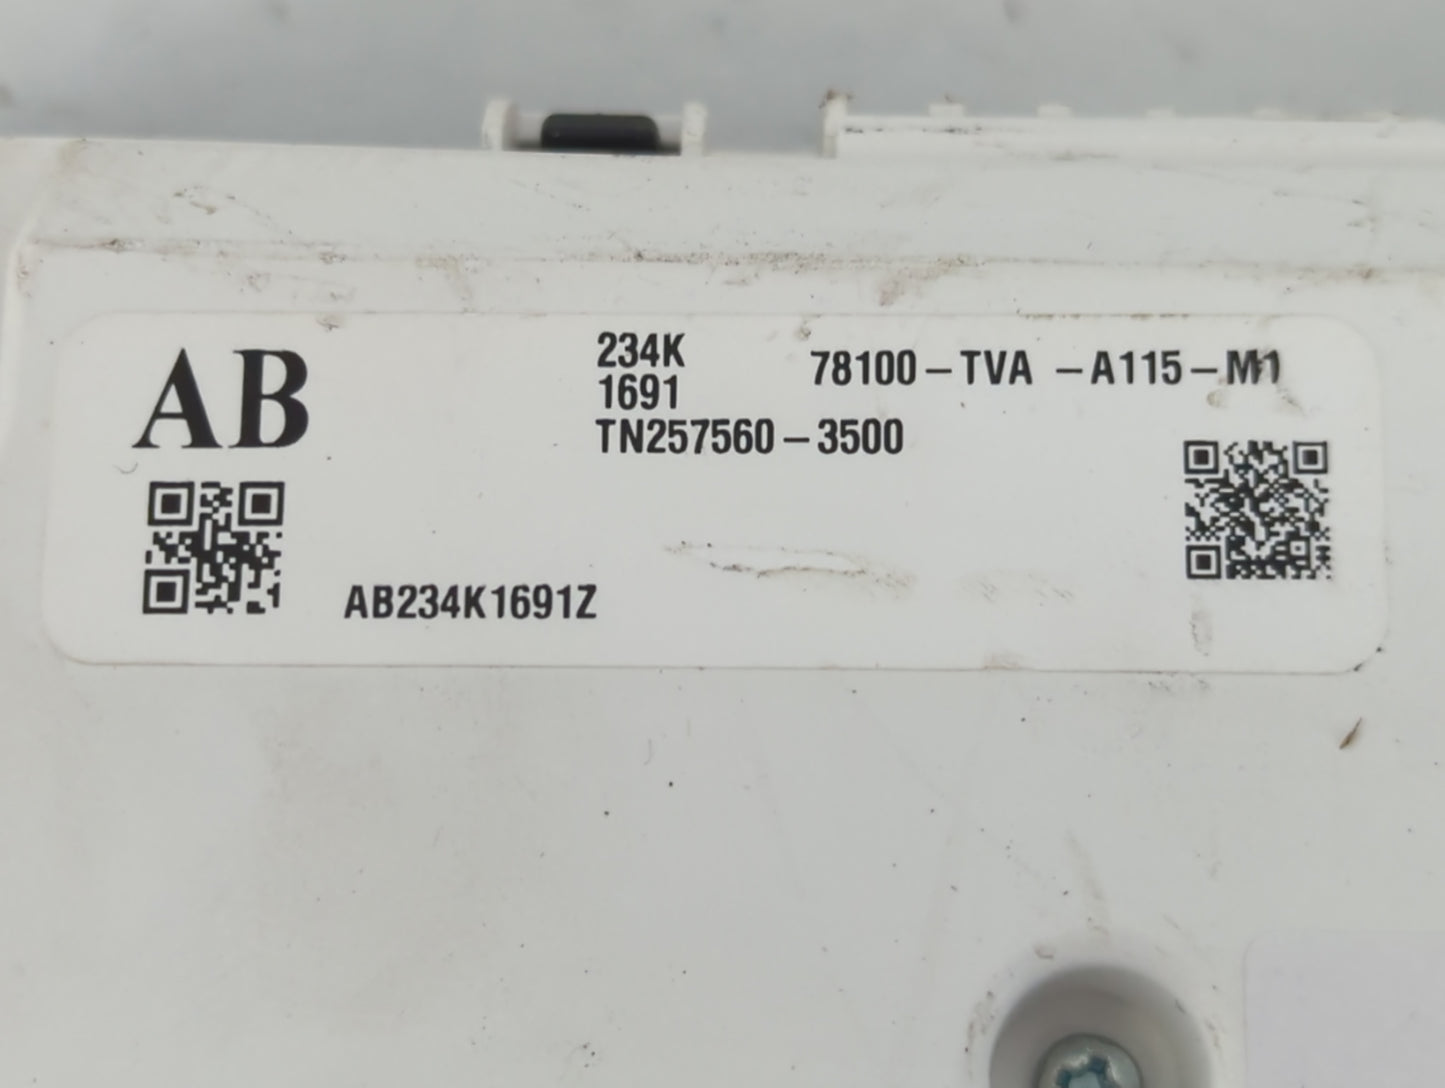 AB
234K
1691
78100-TVA -A115-M1
TN257560-3500
AB234K1691Z